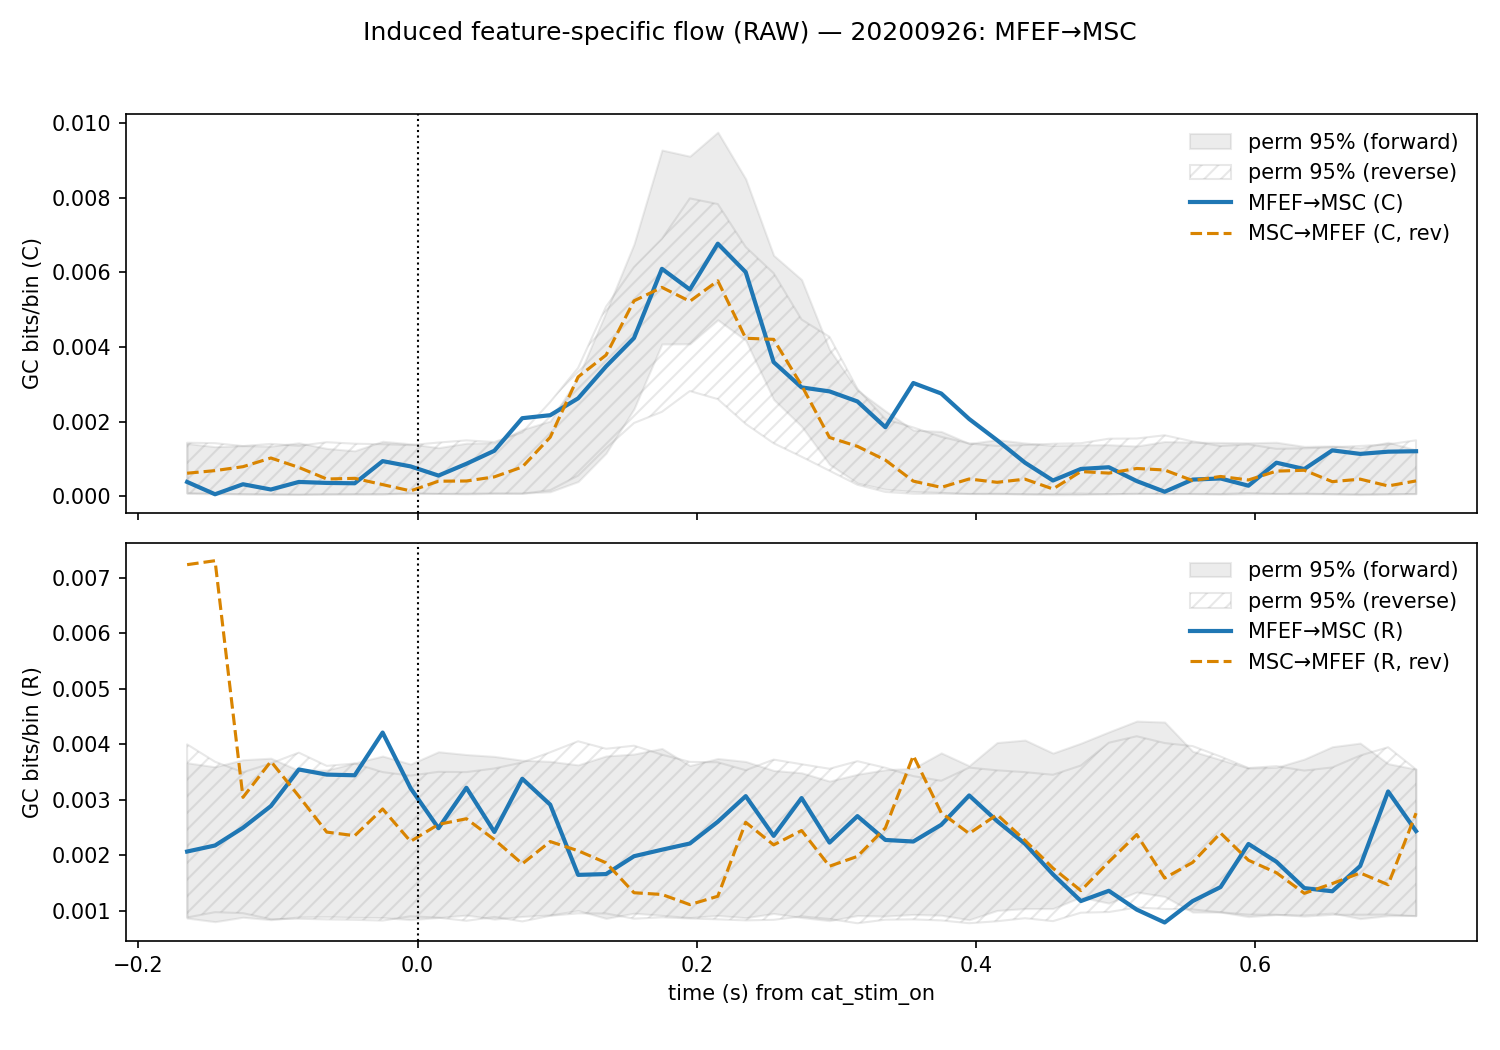 Induced feature-specific flow (RAW) — 20200926: MFEF→MSC
GC bits/bin (C)
0.010
0.008
0.006
0.004
0.002
0.000
perm 95% (forward)
perm 95% (reverse)
MFEF→MSC (C)
MSC→MFEF (C, rev)
GC bits/bin (R)
0.007
0.006
0.005
0.004
0.003
0.002
0.001
perm 95% (forward)
perm 95% (reverse)
MFEF→MSC (R)
MSC→MFEF (R, rev)
−0.2 0.0 0.2 0.4 0.6
time (s) from cat_stim_on